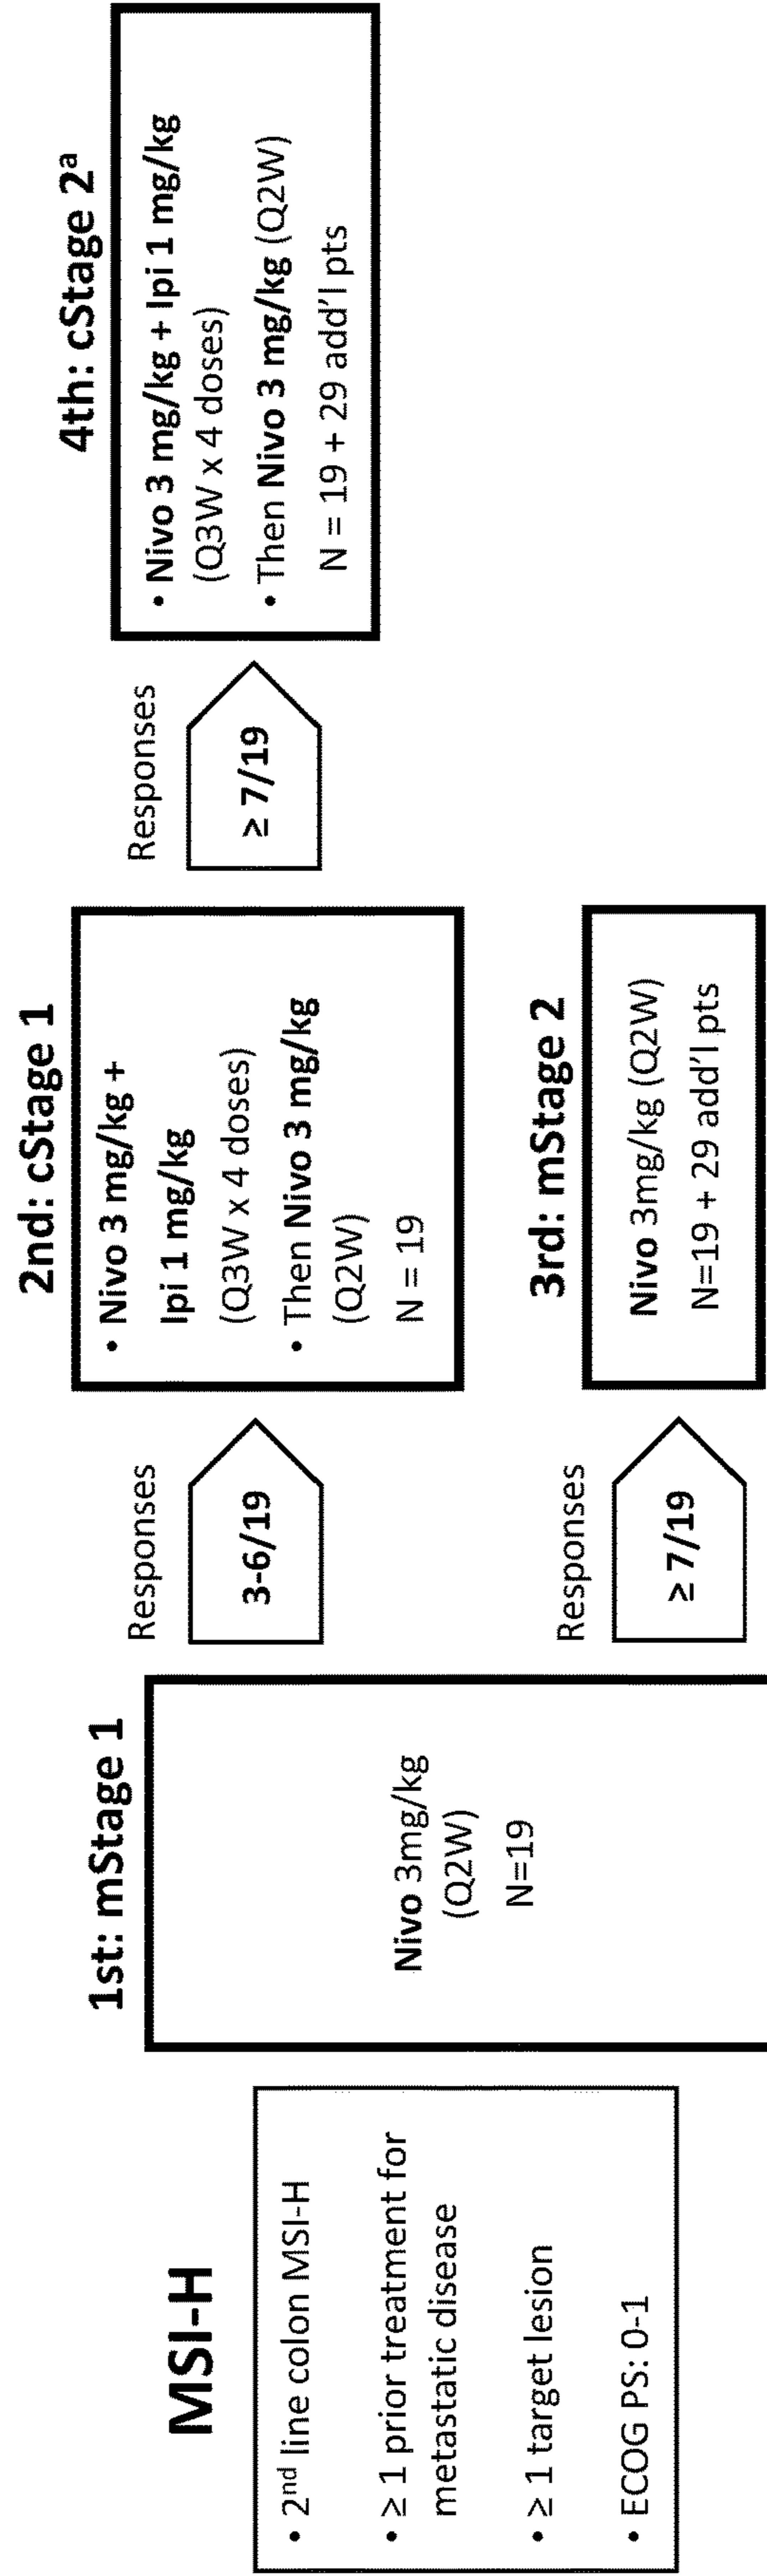 MSI-H
• 2nd line colon MSI-H
• ≥ 1 prior treatment for
metastatic disease
• ≥ 1 target lesion
• ECOG PS: 0-1
1st: mStage 1
Nivo 3mg/kg
(Q2W)
N=19
Responses
3-6/19
Responses
≥ 7/19
2nd: cStage 1
• Nivo 3 mg/kg +
Ipi 1 mg/kg
(Q3W x 4 doses)
• Then Nivo 3 mg/kg
(Q2W)
N = 19
3rd: mStage 2
Nivo 3mg/kg (Q2W)
N=19 + 29 add'l pts
Responses
≥ 7/19
4th: cStage 2a
• Nivo 3 mg/kg + Ipi 1 mg/kg
(Q3W x 4 doses)
• Then Nivo 3 mg/kg (Q2W)
N = 19 + 29 add'l pts